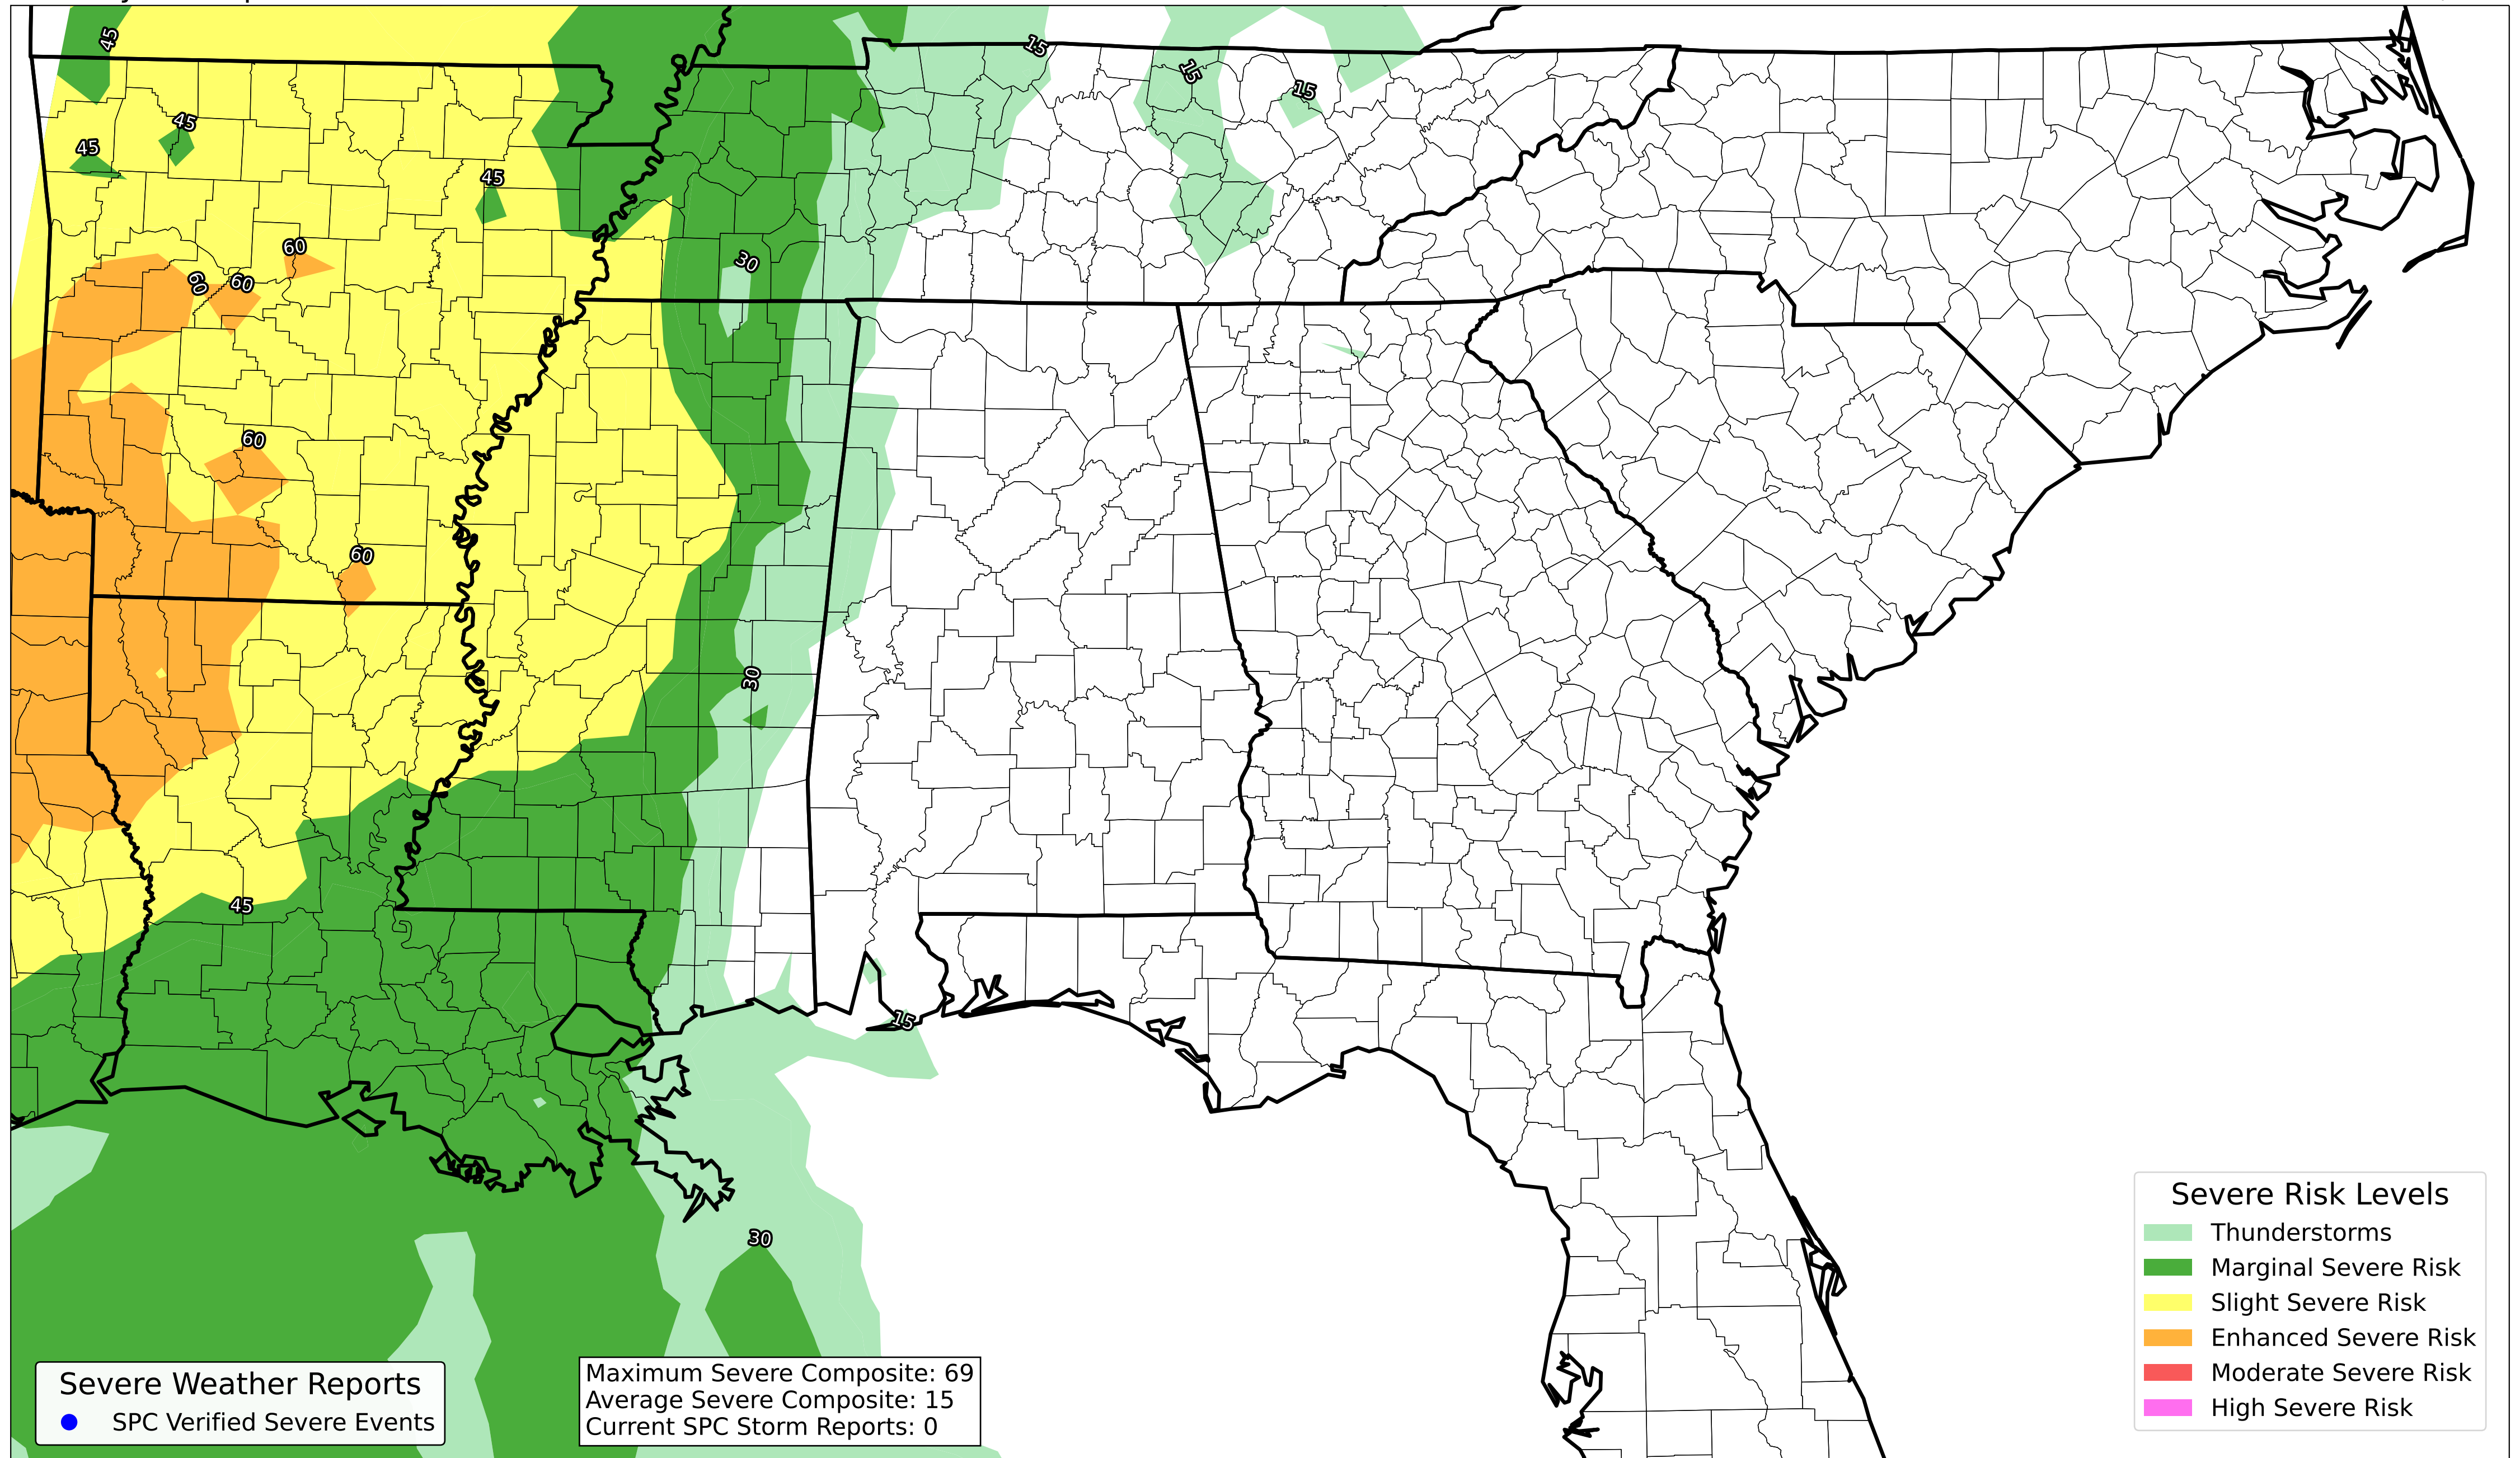 45
15
15
15
45
45
45
60
30
60
60
60
60
30
45
15
30
Severe Risk Levels
Thunderstorms
Marginal Severe Risk
Slight Severe Risk
Enhanced Severe Risk
Moderate Severe Risk
High Severe Risk
Severe Weather Reports
SPC Verified Severe Events
Maximum Severe Composite: 69
Average Severe Composite: 15
Current SPC Storm Reports: 0